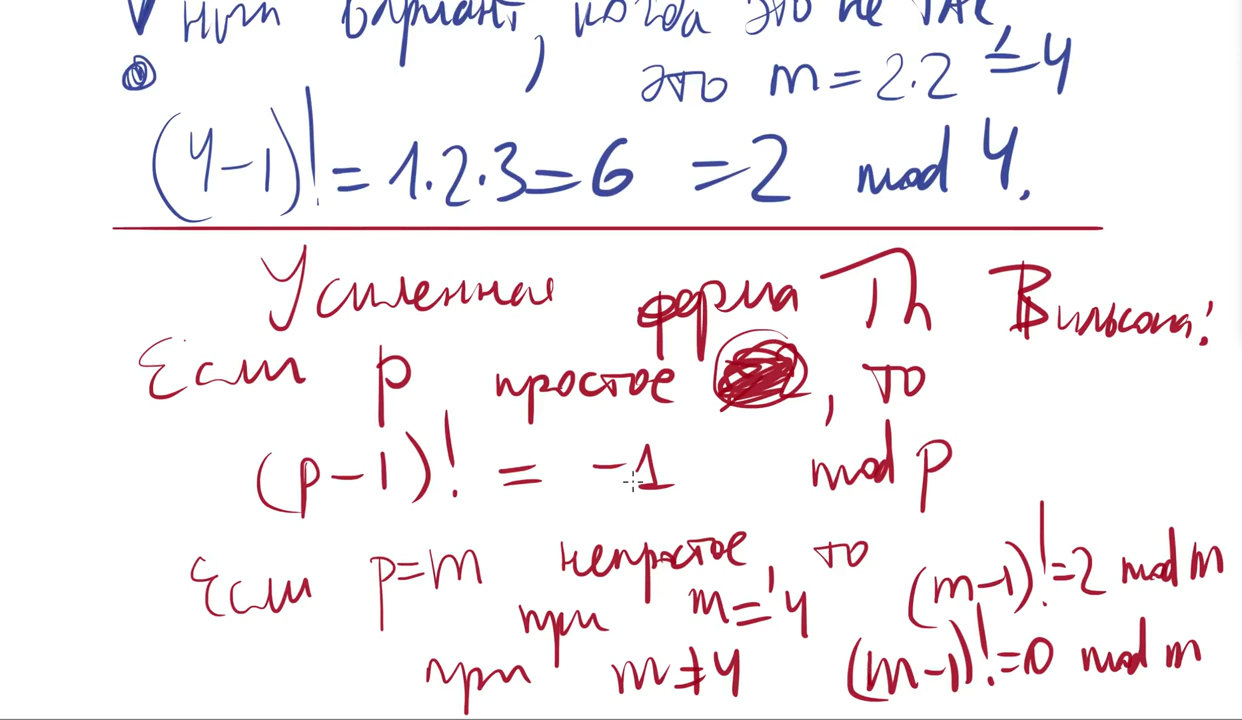 вариант, когда это не так,
это m = 2·2 = 4
(4-1)! = 1·2·3 = 6 = 2 mod 4.
Усиленная форма Th Вильсона:
Если p простое, то
(p-1)! = -1 mod p
Если p=m непростое, то
при m=4 (m-1)!=2 mod m
при m≠4 (m-1)!=0 mod m